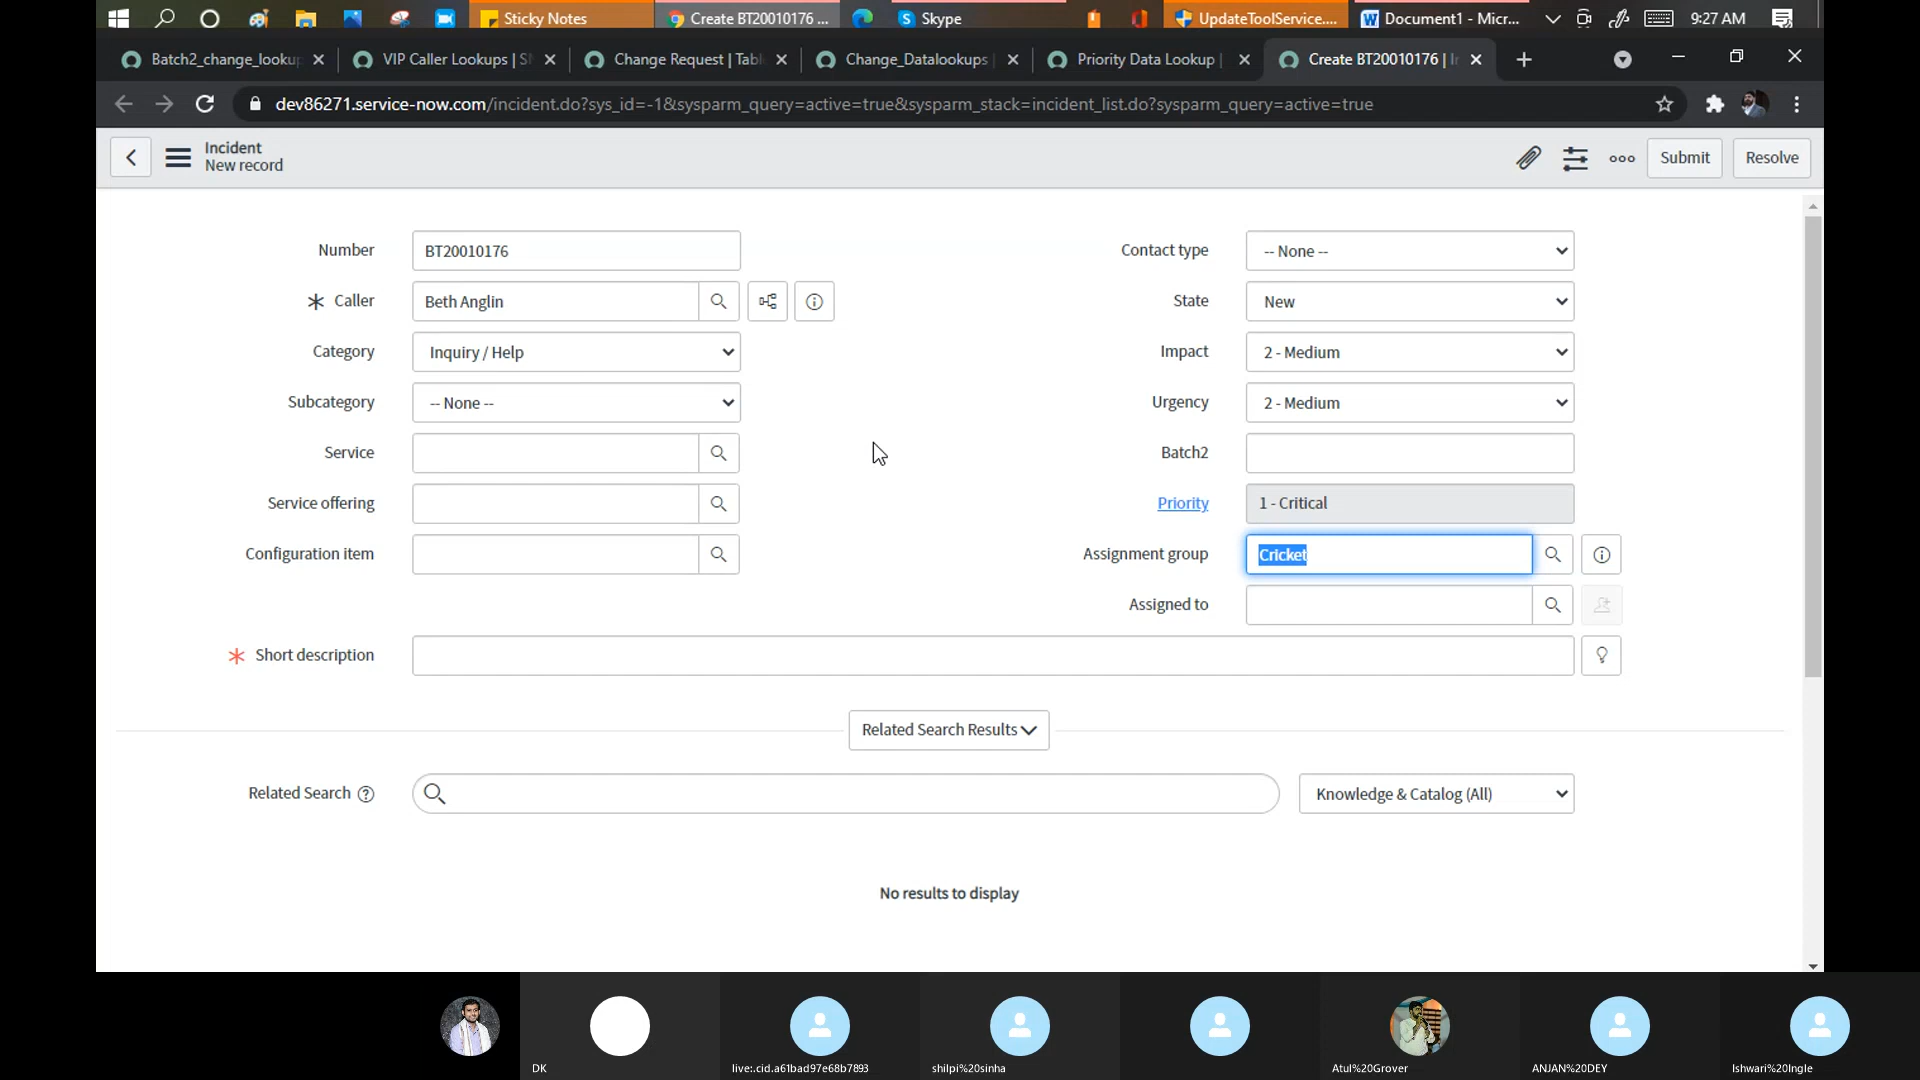 Sticky Notes
Create BT20010176 ...
Skype
UpdateToolService....
Document1 - Micr...
9:27 AM
Batch2_change_lookup
VIP Caller Lookups | S
Change Request | Tabl
Change_Datalookups |
Priority Data Lookup |
Create BT20010176 | I
dev86271.service-now.com/incident.do?sys_id=-1&sysparm_query=active=true&sysparm_stack=incident_list.do?sysparm_query=active=true
Incident
New record
Submit
Resolve
Number
BT20010176
Contact type
-- None --
Caller
Beth Anglin
State
New
Category
Inquiry / Help
Impact
2 - Medium
Subcategory
-- None --
Urgency
2 - Medium
Service
Batch2
Service offering
Priority
1 - Critical
Configuration item
Assignment group
Cricket
Assigned to
Short description
Related Search Results
Related Search
Knowledge & Catalog (All)
No results to display
DK
live:.cid.a61bad97e68b7893
shilpi%20sinha
Atul%20Grover
ANJAN%20DEY
Ishwari%20Ingle